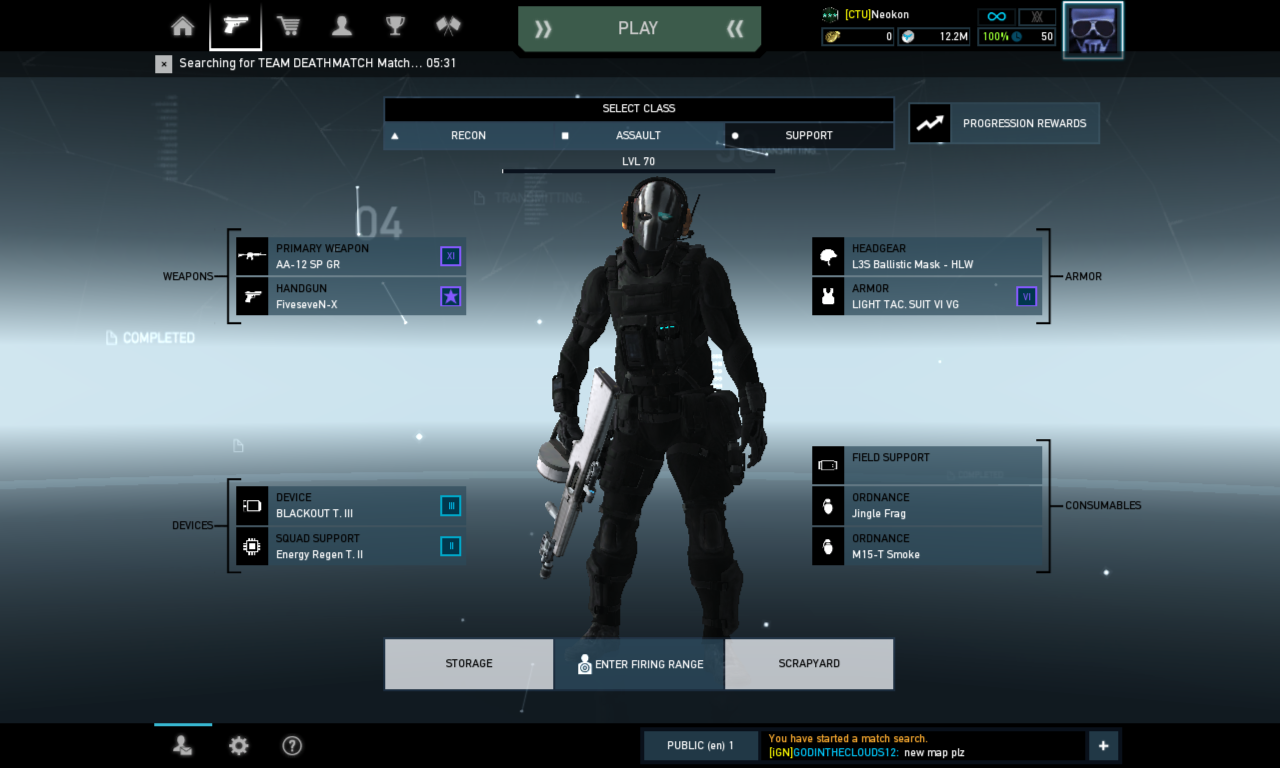 PLAY
[CTU]Neokon
0
12.2M
100%
50
Searching for TEAM DEATHMATCH Match... 05:31
SELECT CLASS
RECON
ASSAULT
SUPPORT
PROGRESSION REWARDS
LVL 70
TRANSMITTING
04
WEAPONS
PRIMARY WEAPON
AA-12 SP GR
XI
HANDGUN
FiveseveN-X
HEADGEAR
L3S Ballistic Mask - HLW
ARMOR
LIGHT TAC. SUIT VI VG
VI
ARMOR
COMPLETED
DEVICES
DEVICE
BLACKOUT T. III
III
SQUAD SUPPORT
Energy Regen T. II
II
FIELD SUPPORT
ORDNANCE
Jingle Frag
ORDNANCE
M15-T Smoke
CONSUMABLES
STORAGE
ENTER FIRING RANGE
SCRAPYARD
PUBLIC (en) 1
You have started a match search.
[iGN]GODINTHECLOUDS12: new map plz